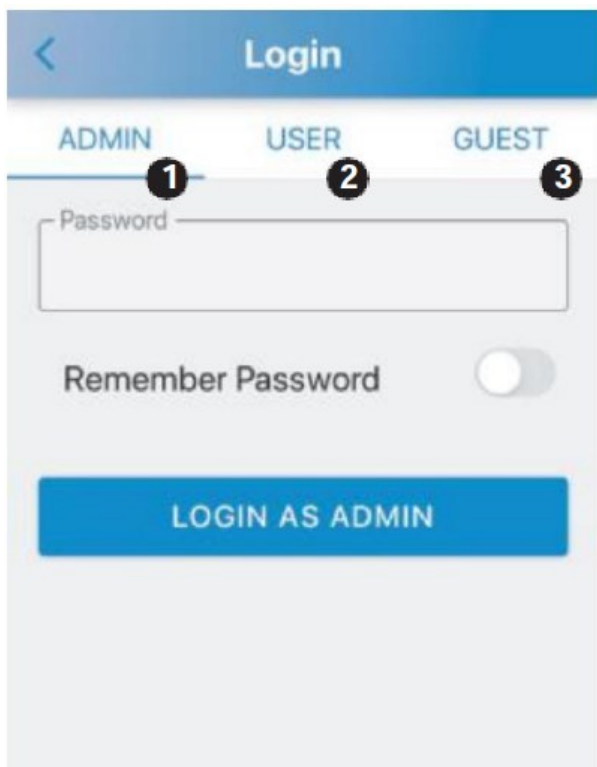 Login
ADMIN USER GUEST
1 2 3
Password
Remember Password
LOGIN AS ADMIN